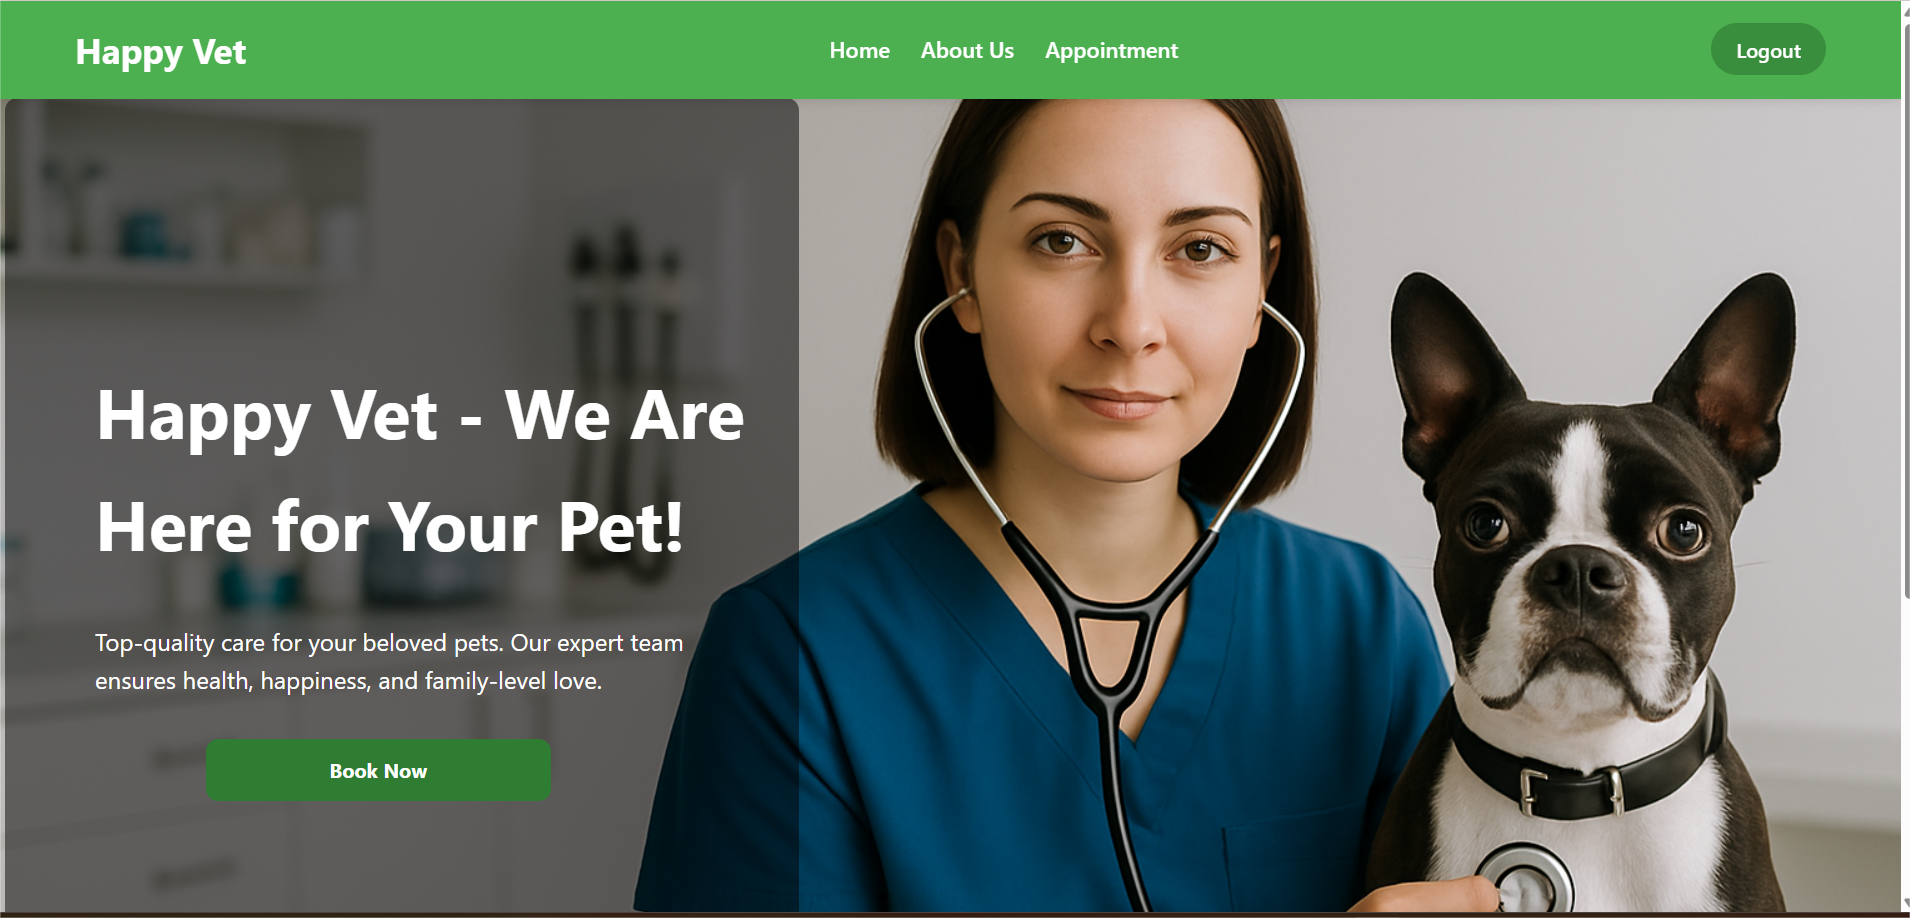 Happy Vet
Home
About Us
Appointment
Logout
Happy Vet - We Are
Here for Your Pet!
Top-quality care for your beloved pets. Our expert team
ensures health, happiness, and family-level love.
Book Now